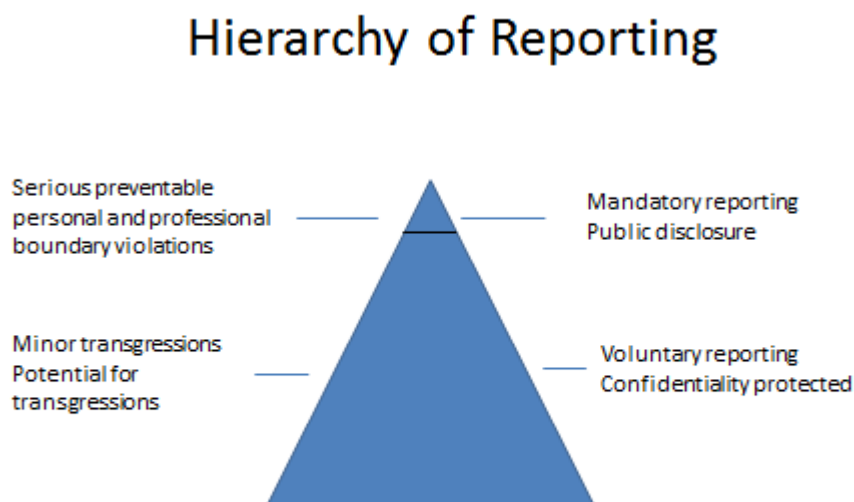 Hierarchy of Reporting
Serious preventable
personal and professional
boundary violations
Mandatory reporting
Public disclosure
Minor transgressions
Potential for
transgressions
Voluntary reporting
Confidentiality protected